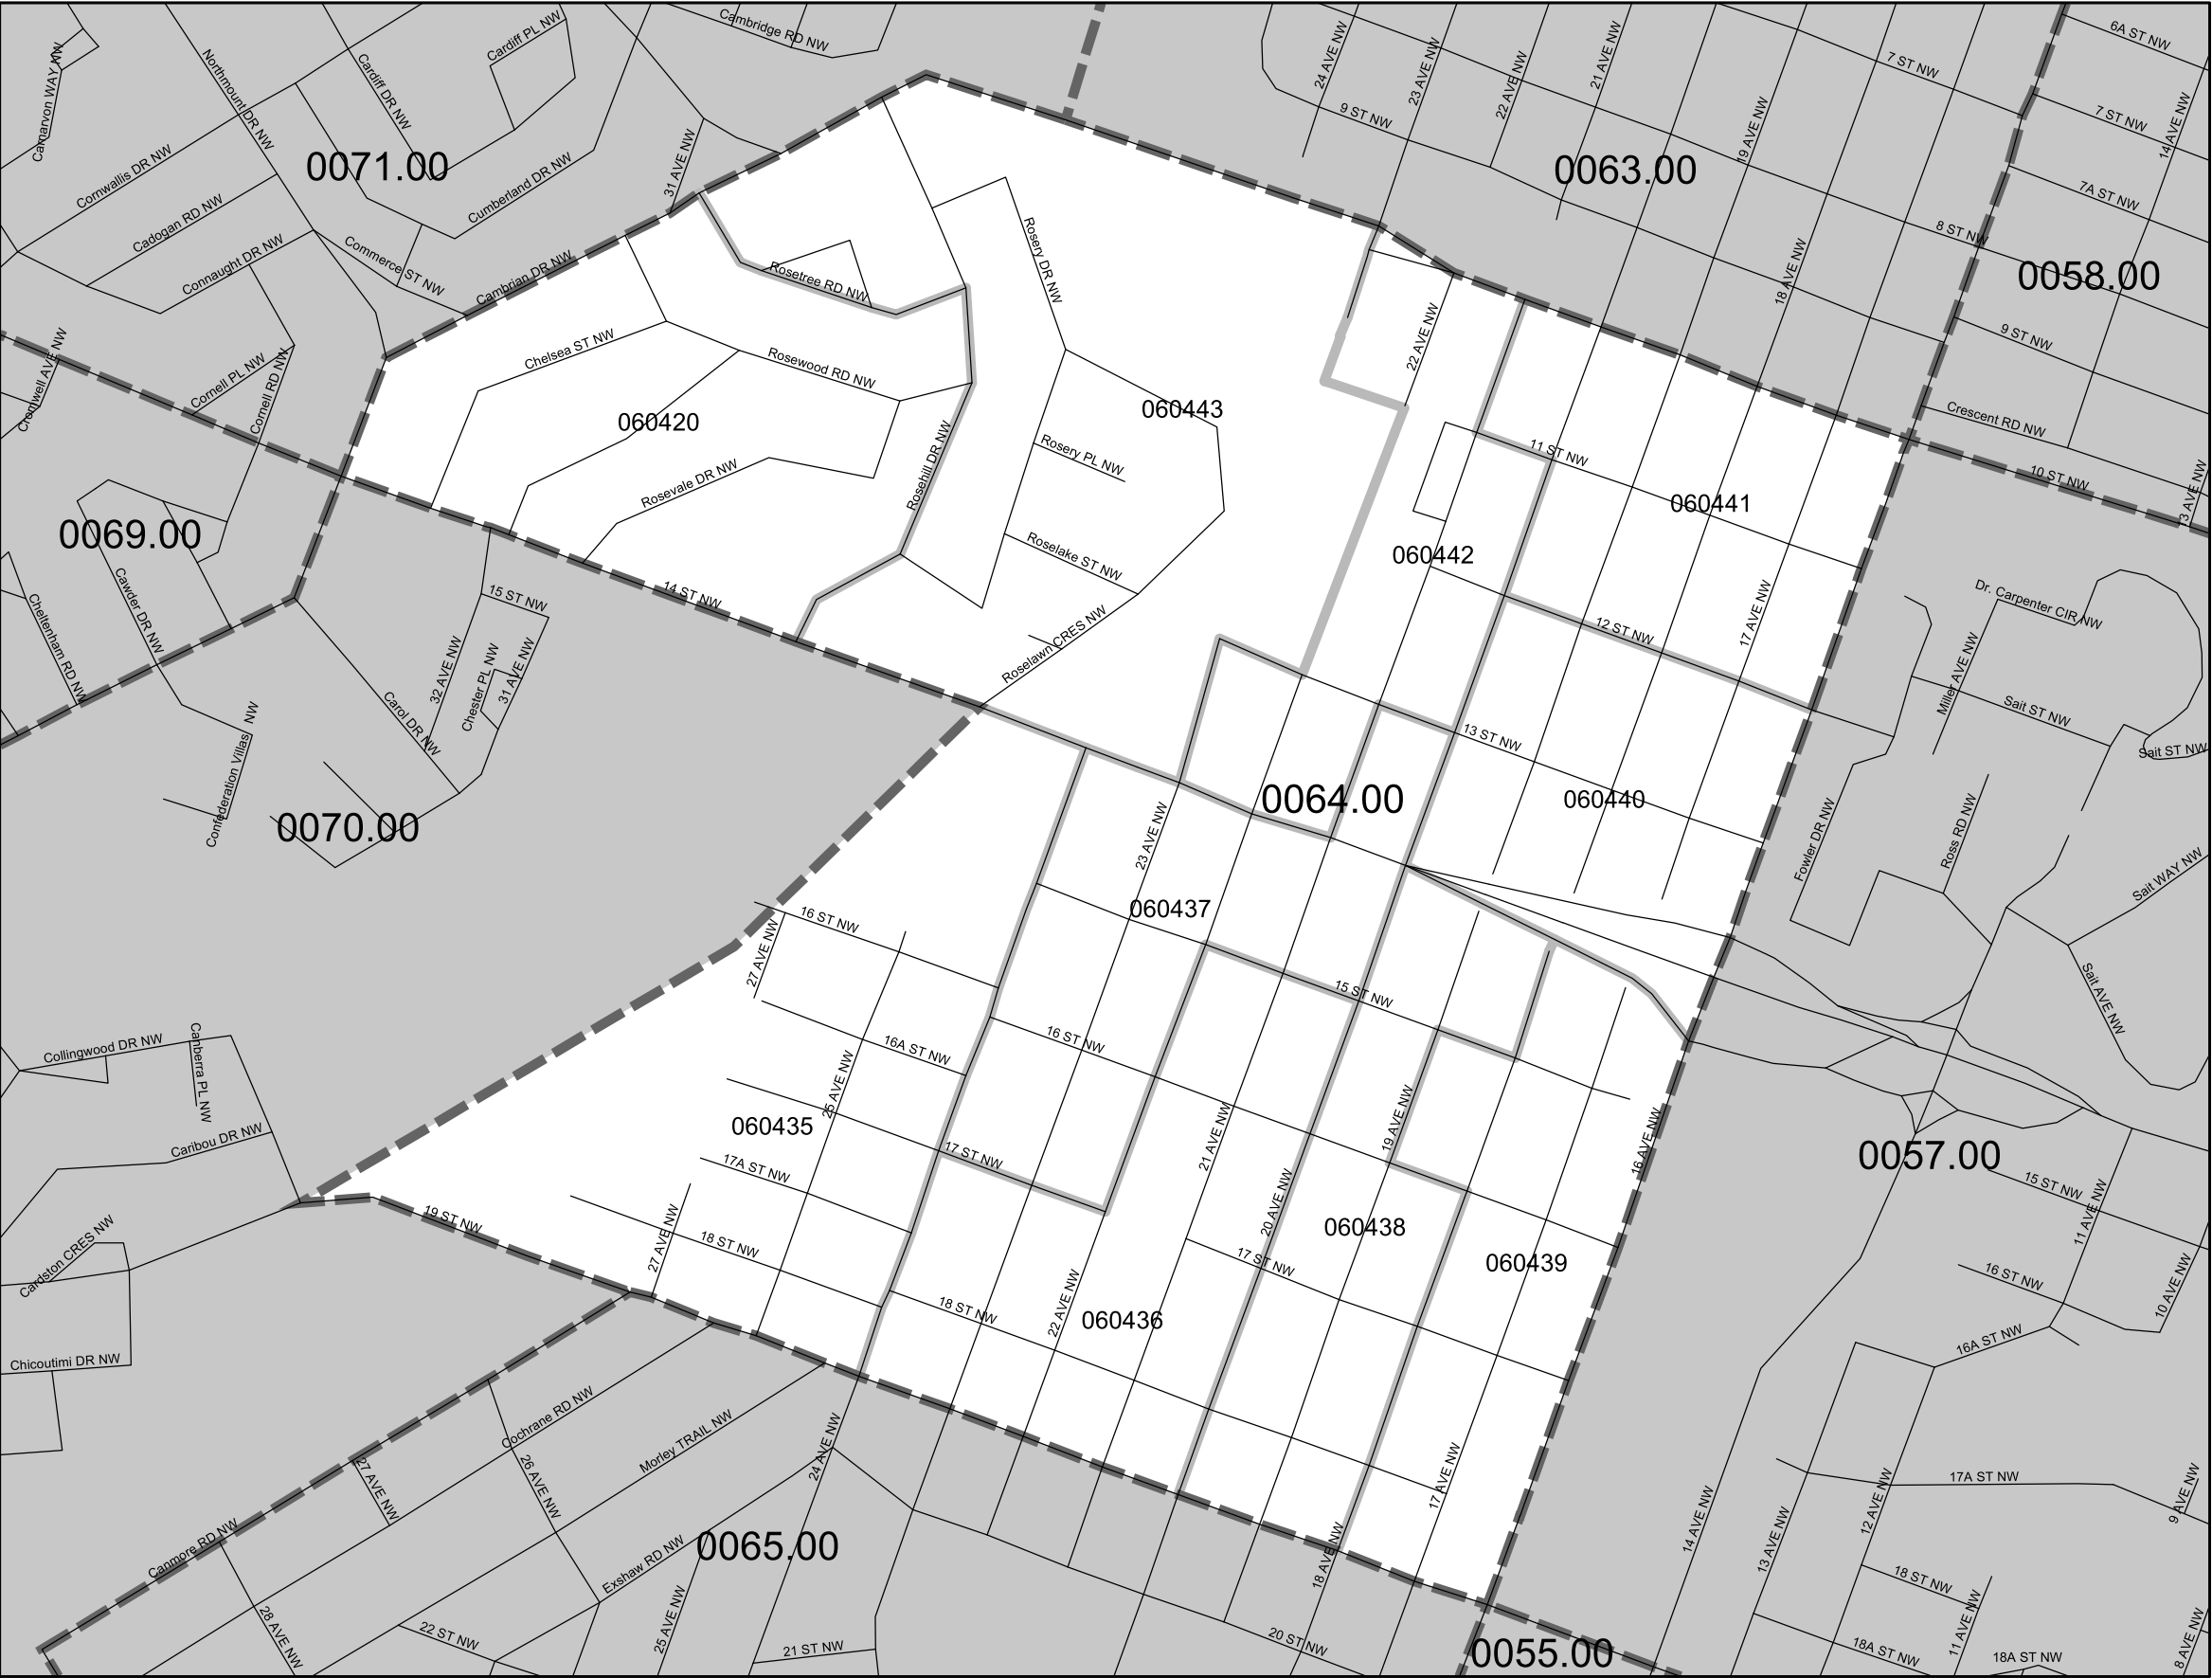 Cambridge RD NW
Cardiff PL NW
6A ST NW
7 ST NW
24 AVE NW
23 AVE NW
22 AVE NW
21 AVE NW
Northmount DR NW
Cardiff DR NW
9 ST NW
7 ST NW
14 AVE NW
19 AVE NW
0071.00
31 AVE NW
0063.00
Cornwallis DR NW
Cumberland DR NW
7A ST NW
Cadogan RD NW
8 ST NW
Connaught DR NW
Commerce ST NW
Cambrian DR NW
Rosetree RD NW
Rosery DR NW
18 AVE NW
0058.00
22 AVE NW
9 ST NW
Chelsea ST NW
Rosewood RD NW
Cromwell AVE NW
Cornell PL NW
Cornell RD NW
060420
060443
Crescent RD NW
Rosehill DR NW
Rosery PL NW
11 ST NW
10 ST NW
Rosevale DR NW
060441
13 AVE NW
0069.00
Roselake ST NW
060442
14 ST NW
15 ST NW
Cawder DR NW
Cheltenham RD NW
Dr. Carpenter CIR NW
Roselawn CRES NW
12 ST NW
17 AVE NW
32 AVE NW
Chester PL NW
31 AVE NW
Miller AVE NW
Sait ST NW
Carol DR NW
Confederation Villas NW
13 ST NW
Sait ST NW
0070.00
23 AVE NW
0064.00
060440
Fowler DR NW
Ross RD NW
Sait WAY NW
060437
16 ST NW
27 AVE NW
15 ST NW
Sait AVE NW
Collingwood DR NW
Canberra PL NW
16 ST NW
16A ST NW
25 AVE NW
060435
Caribou DR NW
21 AVE NW
19 AVE NW
16 AVE NW
0057.00
17 ST NW
17A ST NW
15 ST NW
11 AVE NW
19 ST NW
27 AVE NW
20 AVE NW
060438
18 ST NW
Cardston CRES NW
17 ST NW
060439
16 ST NW
10 AVE NW
18 ST NW
22 AVE NW
060436
16A ST NW
Chicoutimi DR NW
Cochrane RD NW
Morley TRAIL NW
24 AVE NW
17 AVE NW
27 AVE NW
26 AVE NW
17A ST NW
9 AVE NW
14 AVE NW
13 AVE NW
12 AVE NW
Canmore RD NW
0065.00
Exshaw RD NW
18 AVE NW
18 ST NW
28 AVE NW
22 ST NW
25 AVE NW
21 ST NW
20 ST NW
0055.00
11 AVE NW
18A ST NW
18A ST NW
8 AVE NW